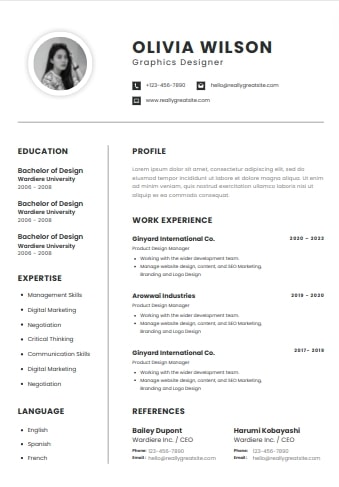 OLIVIA WILSON
Graphics Designer
+123-456-7890
hello@reallygreatsite.com
www.reallygreatsite.com
EDUCATION
Bachelor of Design
Wardiere University
2006 - 2008
Bachelor of Design
Wardiere University
2006 - 2008
Bachelor of Design
Wardiere University
2006 - 2008
EXPERTISE
Management Skills
Digital Marketing
Negotiation
Critical Thinking
Communication Skills
Digital Marketing
Negotiation
LANGUAGE
English
Spanish
French
PROFILE
Lorem ipsum dolor sit amet, consectetur adipiscing elit, sed do
eiusmod tempor incididunt ut labore et dolore magna aliqua. Ut enim
ad minim veniam, quis nostrud exercitation ullamco laboris nisi ut
aliquip ex ea commodo consequat.
WORK EXPERIENCE
Ginyard International Co. 2020 - 2023
Product Design Manager
Working with the wider development team.
Manage website design, content, and SEO Marketing,
Branding and Logo Design
Arowwai Industries 2019 - 2020
Product Design Manager
Working with the wider development team.
Manage website design, content, and SEO Marketing,
Branding and Logo Design
Ginyard International Co. 2017- 2019
Product Design Manager
Working with the wider development team.
Manage website design, content, and SEO Marketing,
Branding and Logo Design
REFERENCES
Bailey Dupont
Wardiere Inc. / CEO
Phone: 123-456-7890
Email: hello@reallygreatsite.com
Harumi Kobayashi
Wardiere Inc. / CEO
Phone: 123-456-7890
Email: hello@reallygreatsite.com